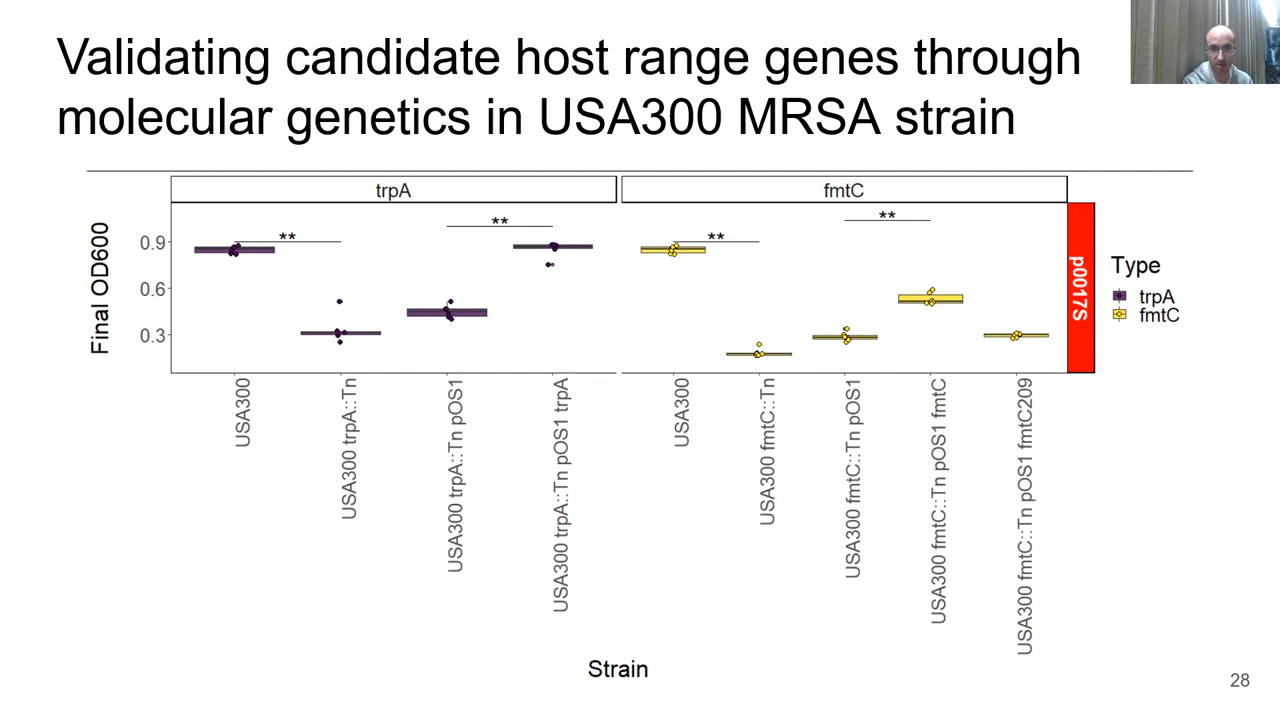 Validating candidate host range genes through
molecular genetics in USA300 MRSA strain
trpA
fmtC
**
**
**
**
Final OD600
0.9
0.6
0.3
p0017S
Type
trpA
fmtC
USA300
USA300 trpA::Tn
USA300 trpA::Tn pOS1
USA300 trpA::Tn pOS1 trpA
USA300
USA300 fmtC::Tn
USA300 fmtC::Tn pOS1
USA300 fmtC::Tn pOS1 fmtC
USA300 fmtC::Tn pOS1 fmtC209
Strain
28